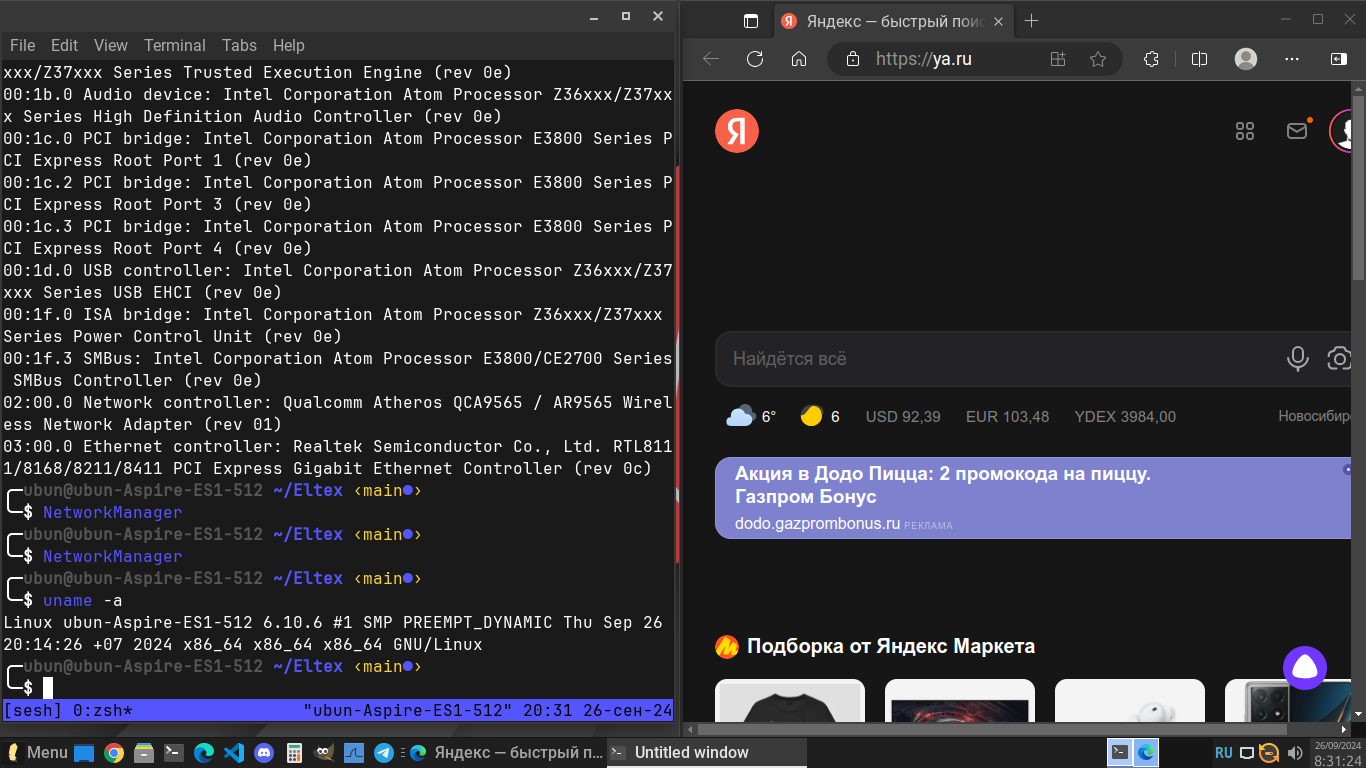 File Edit View Terminal Tabs Help
xxx/Z37xxx Series Trusted Execution Engine (rev 0e)
00:1b.0 Audio device: Intel Corporation Atom Processor Z36xxx/Z37xx
x Series High Definition Audio Controller (rev 0e)
00:1c.0 PCI bridge: Intel Corporation Atom Processor E3800 Series P
CI Express Root Port 1 (rev 0e)
00:1c.2 PCI bridge: Intel Corporation Atom Processor E3800 Series P
CI Express Root Port 3 (rev 0e)
00:1c.3 PCI bridge: Intel Corporation Atom Processor E3800 Series P
CI Express Root Port 4 (rev 0e)
00:1d.0 USB controller: Intel Corporation Atom Processor Z36xxx/Z37
xxx Series USB EHCI (rev 0e)
00:1f.0 ISA bridge: Intel Corporation Atom Processor Z36xxx/Z37xxx
Series Power Control Unit (rev 0e)
00:1f.3 SMBus: Intel Corporation Atom Processor E3800/CE2700 Series
SMBus Controller (rev 0e)
02:00.0 Network controller: Qualcomm Atheros QCA9565 / AR9565 Wirel
ess Network Adapter (rev 01)
03:00.0 Ethernet controller: Realtek Semiconductor Co., Ltd. RTL811
1/8168/8211/8411 PCI Express Gigabit Ethernet Controller (rev 0c)
ubun@ubun-Aspire-ES1-512 ~/Eltex ‹main●›
$ NetworkManager
ubun@ubun-Aspire-ES1-512 ~/Eltex ‹main●›
$ NetworkManager
ubun@ubun-Aspire-ES1-512 ~/Eltex ‹main●›
$ uname -a
Linux ubun-Aspire-ES1-512 6.10.6 #1 SMP PREEMPT_DYNAMIC Thu Sep 26
20:14:26 +07 2024 x86_64 x86_64 x86_64 GNU/Linux
ubun@ubun-Aspire-ES1-512 ~/Eltex ‹main●›
$
[sesh] 0:zsh* "ubun-Aspire-ES1-512" 20:31 26-сен-24
Яндекс — быстрый поис
https://ya.ru
Я
Найдётся всё
6° 6 USD 92,39 EUR 103,48 YDEX 3984,00 Новосибир
Акция в Додо Пицца: 2 промокода на пиццу.
Газпром Бонус
dodo.gazprombonus.ru РЕКЛАМА
Подборка от Яндекс Маркета
Menu Яндекс — быстрый п... Untitled window RU
26/09/2024
8:31:24